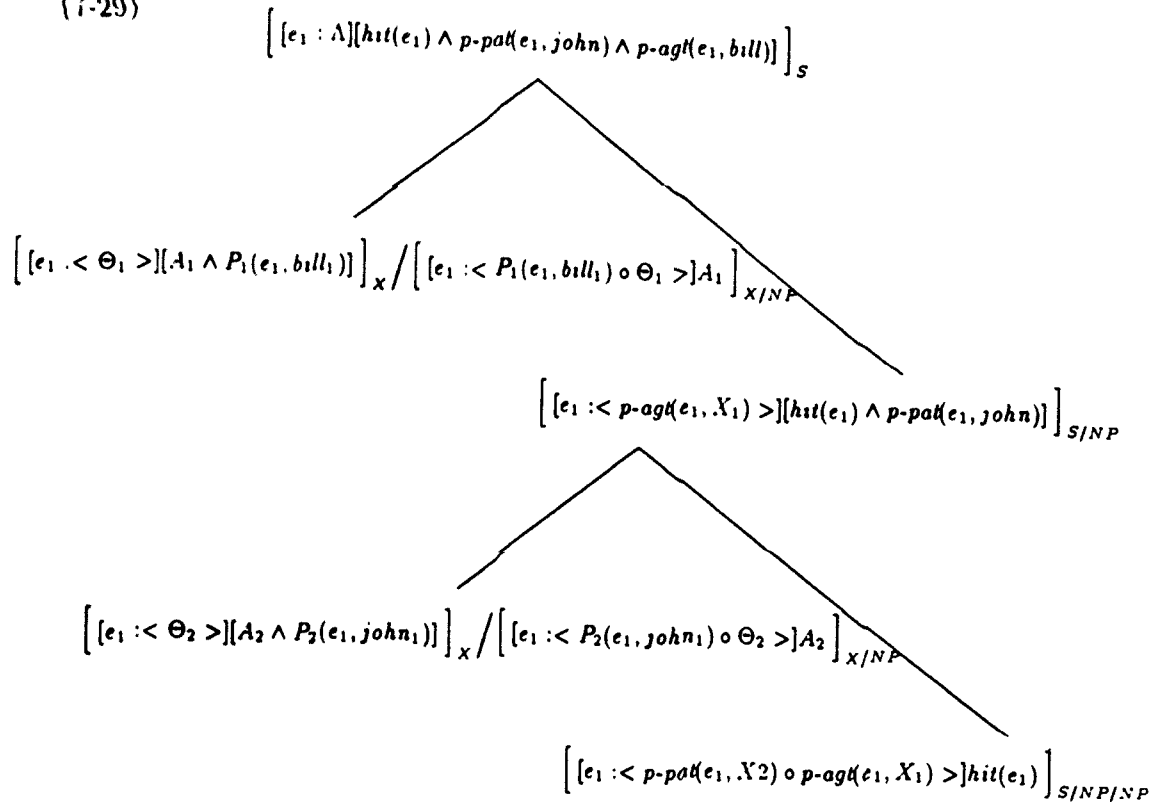 (7-29)
[ [e₁ : Λ][hit(e₁) ∧ p-pat(e₁, john) ∧ p-agt(e₁, bill)] ]_S
[ [e₁ .< Θ₁ >][A₁ ∧ P₁(e₁, bill₁)] ]_X / [ [e₁ :< P₁(e₁, bill₁) ∘ Θ₁ >]A₁ ]_X/NP
[ [e₁ :< p-agt(e₁, X₁) >][hit(e₁) ∧ p-pat(e₁, john)] ]_S/NP
[ [e₁ :< Θ₂ >][A₂ ∧ P₂(e₁, john₁)] ]_X / [ [e₁ :< P₂(e₁, john₁) ∘ Θ₂ >]A₂ ]_X/NP
[ [e₁ :< p-pat(e₁, X2) ∘ p-agt(e₁, X₁) >]hit(e₁) ]_S/NP/NP